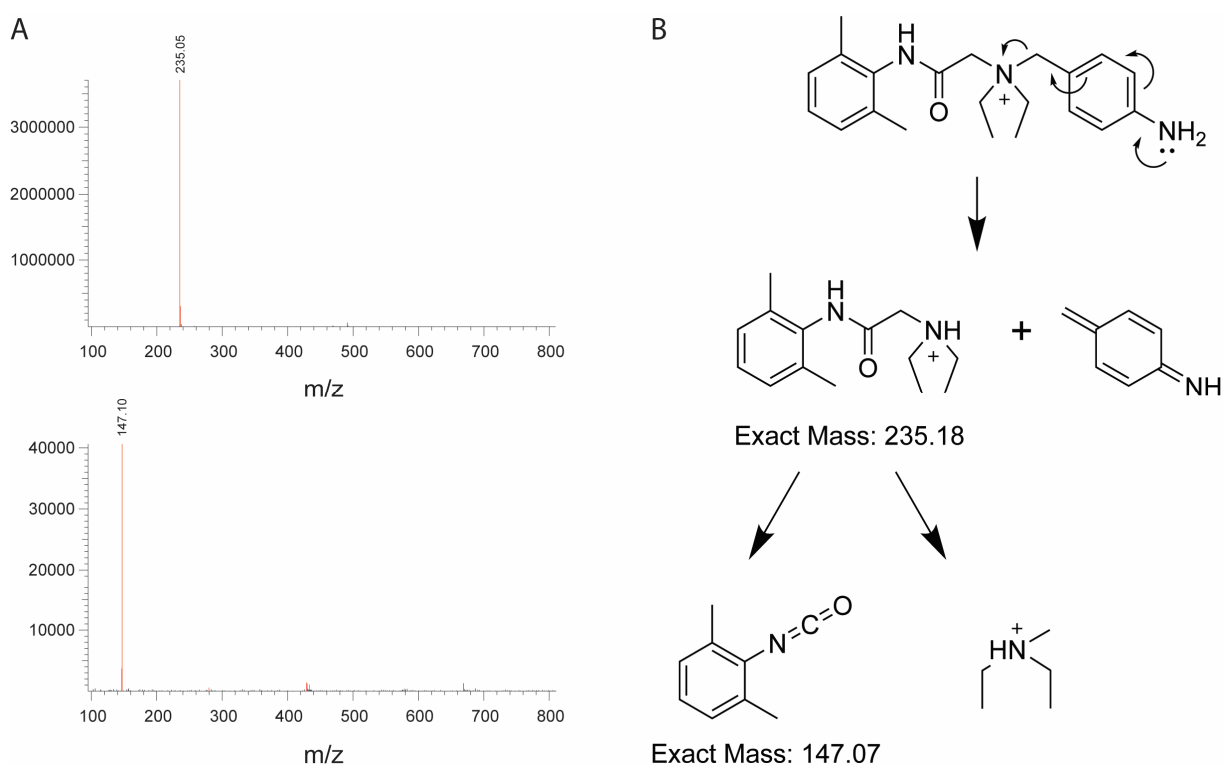 A
235.05
3000000
2000000
1000000
100 200 300 400 500 600 700 800
m/z
147.10
40000
30000
20000
10000
100 200 300 400 500 600 700 800
m/z
B
H
N
O
N
+
NH2
H
N
O
NH
+
+
NH
Exact Mass: 235.18
N
C
O
Exact Mass: 147.07
+
HN